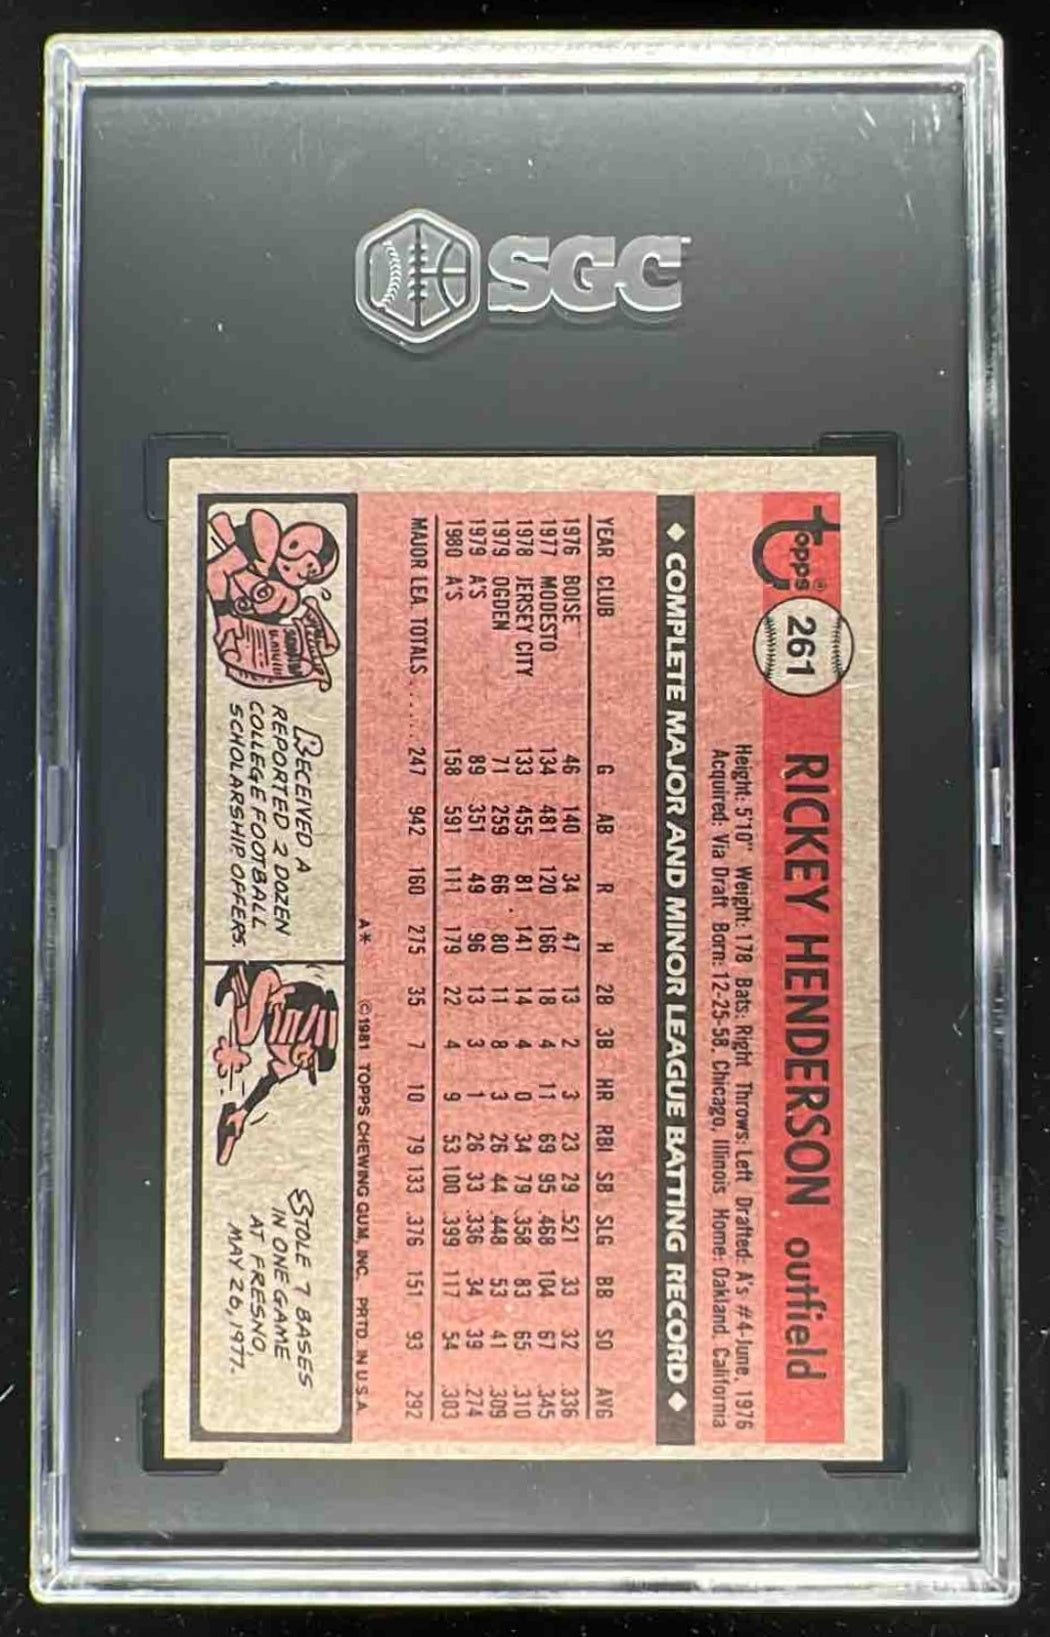 SGC
topps® 261 RICKEY HENDERSON outfield
Height: 5'10" Weight: 178 Bats: Right Throws: Left Drafted: A's #4-June, 1976
Acquired: Via Draft Born: 12-25-58, Chicago, Illinois Home: Oakland, California
◆ COMPLETE MAJOR AND MINOR LEAGUE BATTING RECORD ◆
YEAR CLUB G AB R H 2B 3B HR RBI SB SLG BB SO AVG
1976 BOISE 46 140 34 47 13 2 3 23 29 .521 33 32 .336
1977 MODESTO 134 481 120 166 18 4 11 69 95 .468 104 67 .345
1978 JERSEY CITY 133 455 81 141 14 4 0 34 79 .358 83 65 .310
1979 OGDEN 71 259 66 80 11 8 3 26 44 .448 53 41 .309
1979 A'S 89 351 49 96 13 3 1 26 33 .336 34 39 .274
1980 A'S 158 591 111 179 22 4 9 53 100 .399 117 54 .303
MAJOR LEA. TOTALS ..... 247 942 160 275 35 7 10 79 133 .376 151 93 .292
A* ©1981 TOPPS CHEWING GUM, INC. PRTD. IN U.S.A.
RECEIVED A
REPORTED 2 DOZEN
COLLEGE FOOTBALL
SCHOLARSHIP OFFERS.
STOLE 7 BASES
IN ONE GAME
AT FRESNO,
MAY 26, 1977.